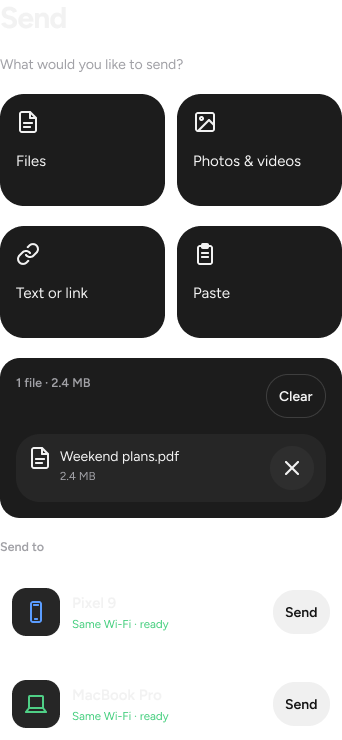 Send
What would you like to send?
Files
Photos & videos
Text or link
Paste
1 file · 2.4 MB
Clear
Weekend plans.pdf
2.4 MB
Send to
Pixel 9
Same Wi-Fi · ready
Send
MacBook Pro
Same Wi-Fi · ready
Send